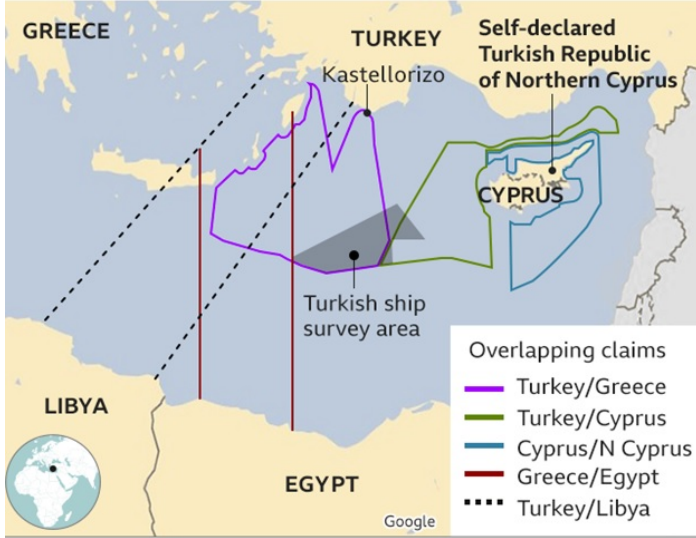 GREECE
TURKEY
Kastellorizo
Self-declared
Turkish Republic
of Northern Cyprus
CYPRUS
Turkish ship
survey area
LIBYA
EGYPT
Google
Overlapping claims
Turkey/Greece
Turkey/Cyprus
Cyprus/N Cyprus
Greece/Egypt
Turkey/Libya